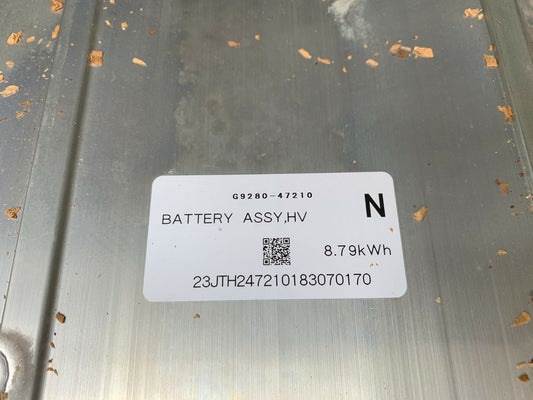 G9280-47210
N
BATTERY ASSY,HV
8.79kWh
23JTH247210183070170